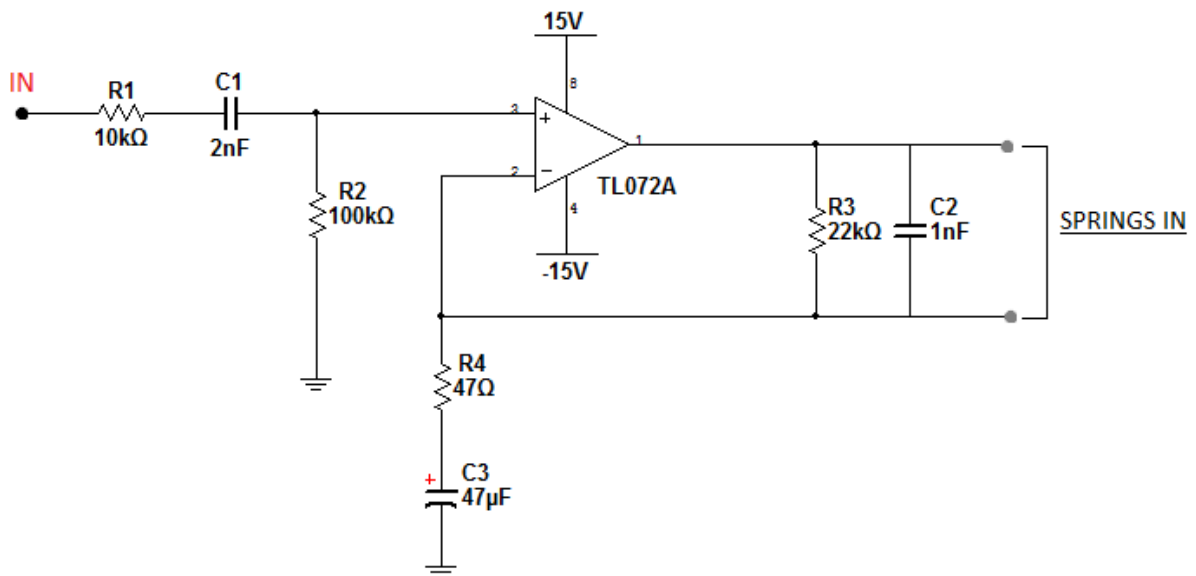 15V
IN
R1
10kΩ
C1
2nF
8
3
+
1
2
−
TL072A
4
-15V
R2
100kΩ
R3
22kΩ
C2
1nF
SPRINGS IN
R4
47Ω
+
C3
47µF